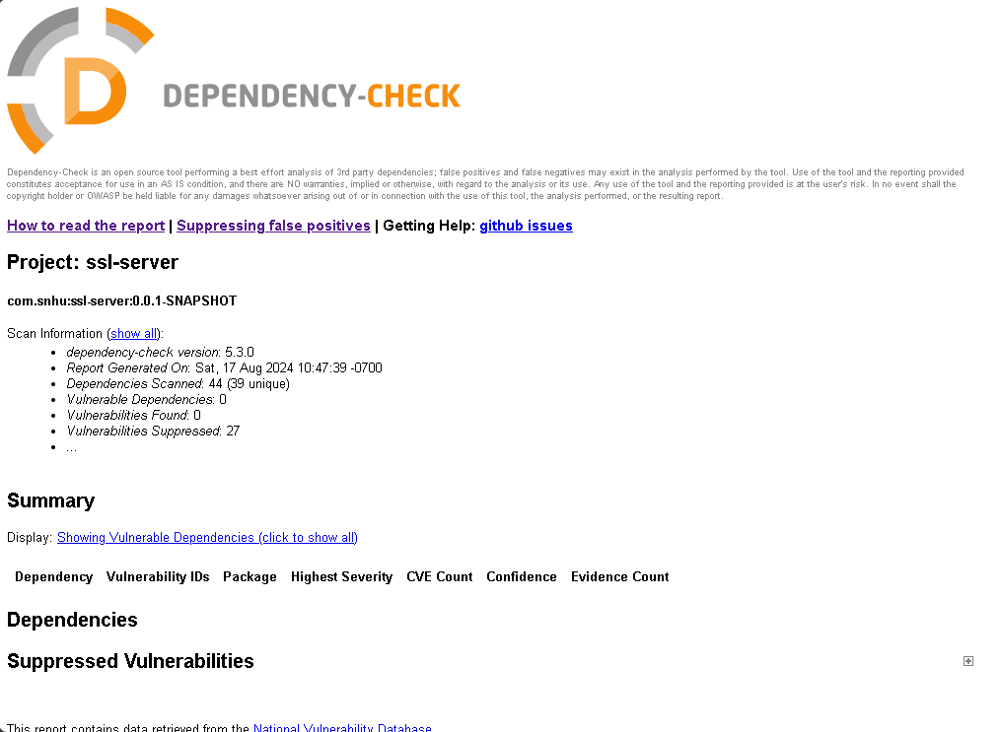 D
DEPENDENCY-CHECK
Dependency-Check is an open source tool performing a best effort analysis of 3rd party dependencies; false positives and false negatives may exist in the analysis performed by the tool. Use of the tool and the reporting provided
constitutes acceptance for use in an AS IS condition, and there are NO warranties, implied or otherwise, with regard to the analysis or its use. Any use of the tool and the reporting provided is at the user's risk. In no event shall the
copyright holder or OWASP be held liable for any damages whatsoever arising out of or in connection with the use of this tool, the analysis performed, or the resulting report.
How to read the report | Suppressing false positives | Getting Help: github issues
Project: ssl-server
com.snhu:ssl-server:0.0.1-SNAPSHOT
Scan Information (show all):
• dependency-check version: 5.3.0
• Report Generated On: Sat, 17 Aug 2024 10:47:39 -0700
• Dependencies Scanned: 44 (39 unique)
• Vulnerable Dependencies: 0
• Vulnerabilities Found: 0
• Vulnerabilities Suppressed: 27
• ...
Summary
Display: Showing Vulnerable Dependencies (click to show all)
Dependency Vulnerability IDs Package Highest Severity CVE Count Confidence Evidence Count
Dependencies
Suppressed Vulnerabilities
This report contains data retrieved from the National Vulnerability Database